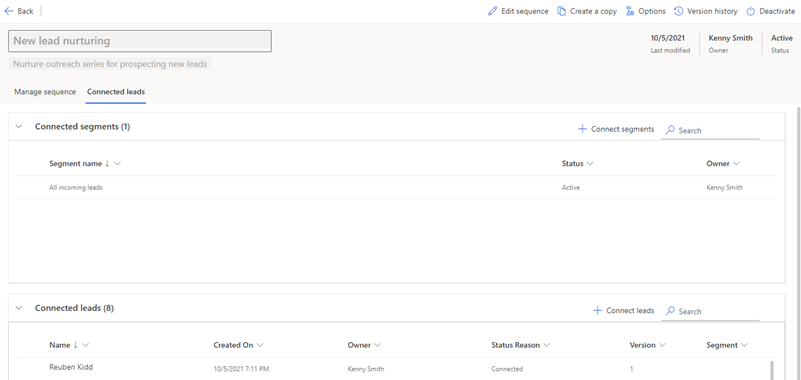 Back Edit sequence Create a copy Options Version history Deactivate
New lead nurturing 10/5/2021 Kenny Smith Active
Last modified Owner Status
Nurture outreach series for prospecting new leads
Manage sequence Connected leads
Connected segments (1) Connect segments Search
Segment name Status Owner
All incoming leads Active Kenny Smith
Connected leads (8) Connect leads Search
Name Created On Owner Status Reason Version Segment
Reuben Kidd 10/5/2021 7:11 PM Kenny Smith Connected 1